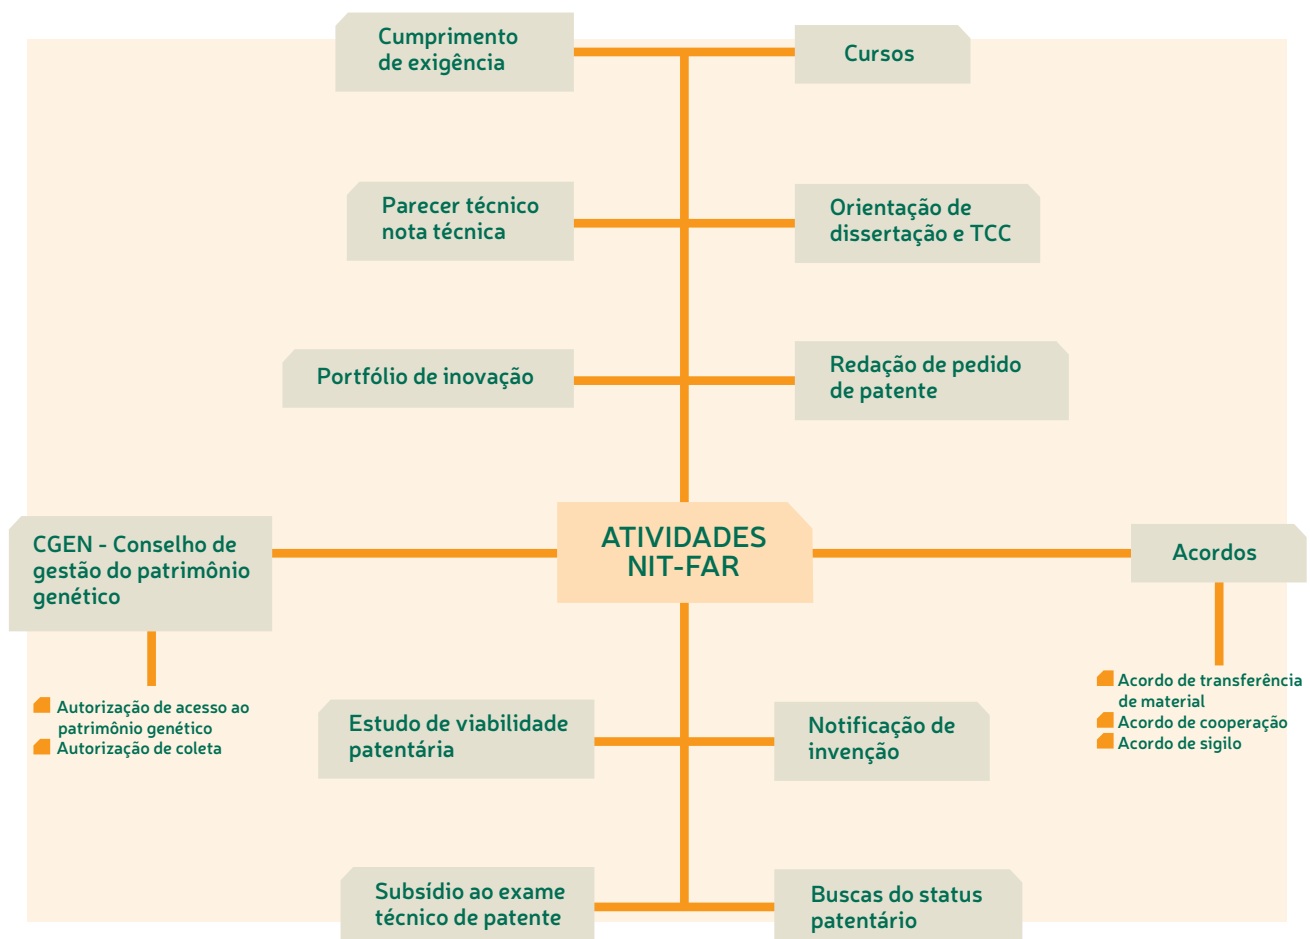 Cumprimento
de exigência
Cursos
Parecer técnico
nota técnica
Orientação de
dissertação e TCC
Portfólio de inovação
Redação de pedido
de patente
ATIVIDADES
NIT-FAR
CGEN - Conselho de
gestão do patrimônio
genético
Acordos
Autorização de acesso ao
patrimônio genético
Autorização de coleta
Acordo de transferência
de material
Acordo de cooperação
Acordo de sigilo
Estudo de viabilidade
patentária
Notificação de
invenção
Subsídio ao exame
técnico de patente
Buscas do status
patentário